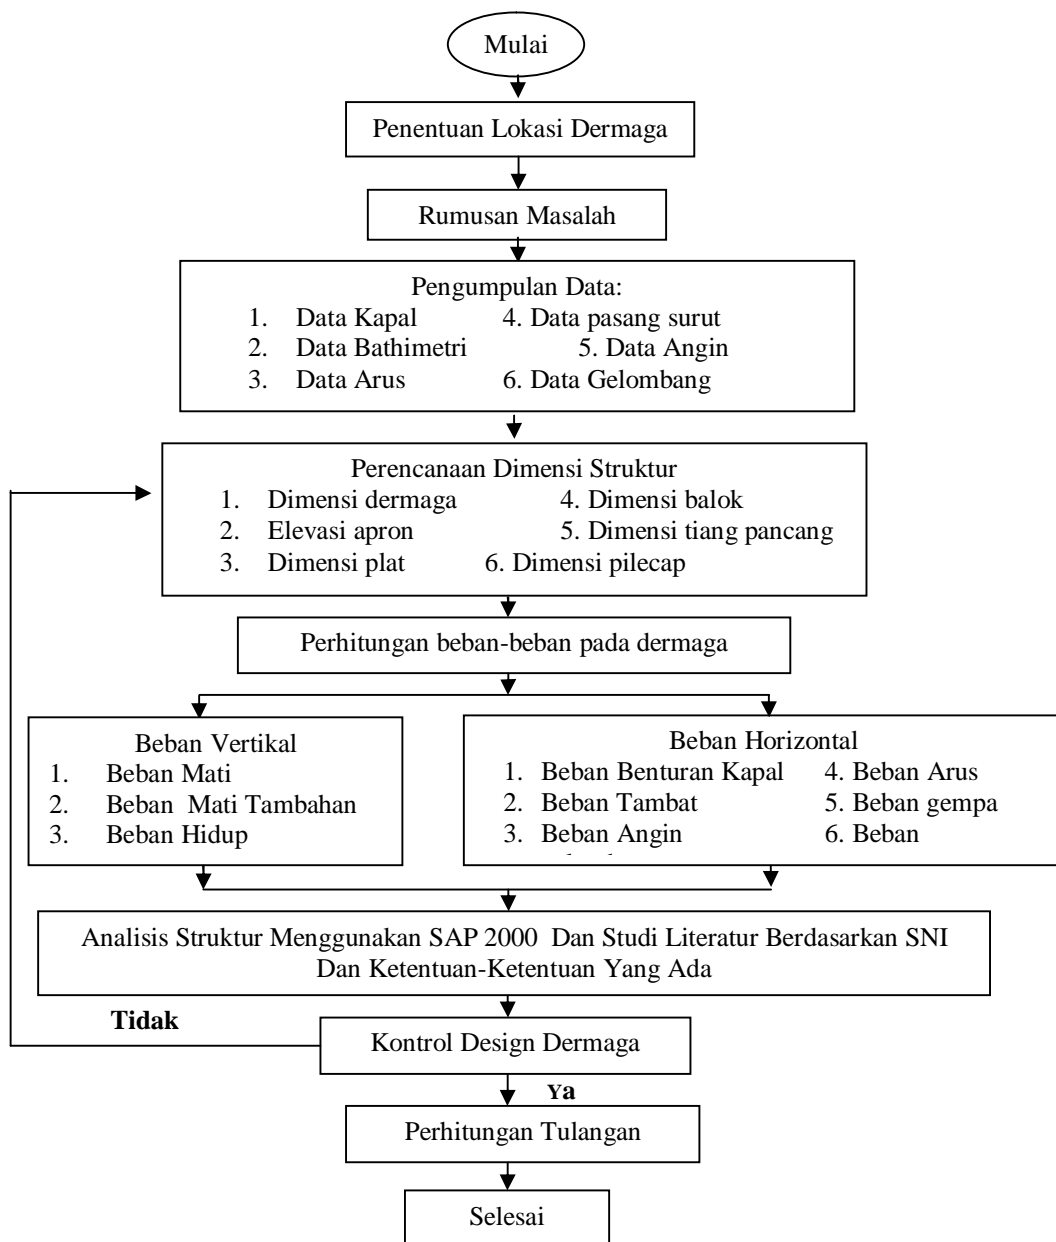 Mulai
Penentuan Lokasi Dermaga
Rumusan Masalah
Pengumpulan Data:
1. Data Kapal 4. Data pasang surut
2. Data Bathimetri 5. Data Angin
3. Data Arus 6. Data Gelombang
Perencanaan Dimensi Struktur
1. Dimensi dermaga 4. Dimensi balok
2. Elevasi apron 5. Dimensi tiang pancang
3. Dimensi plat 6. Dimensi pilecap
Perhitungan beban-beban pada dermaga
Beban Vertikal
1. Beban Mati
2. Beban Mati Tambahan
3. Beban Hidup
Beban Horizontal
1. Beban Benturan Kapal 4. Beban Arus
2. Beban Tambat 5. Beban gempa
3. Beban Angin 6. Beban
Analisis Struktur Menggunakan SAP 2000 Dan Studi Literatur Berdasarkan SNI
Dan Ketentuan-Ketentuan Yang Ada
Tidak
Kontrol Design Dermaga
Ya
Perhitungan Tulangan
Selesai